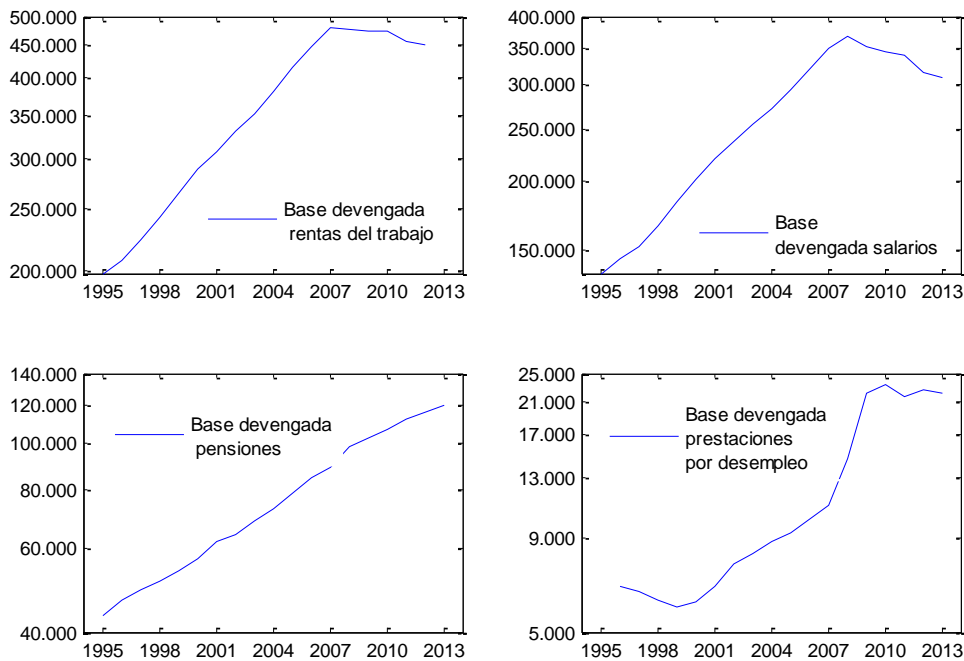 500.000
450.000
400.000
350.000
300.000
250.000
200.000
Base devengada
rentas del trabajo
1995 1998 2001 2004 2007 2010 2013
400.000
350.000
300.000
250.000
200.000
150.000
Base
devengada salarios
1995 1998 2001 2004 2007 2010 2013
140.000
120.000
100.000
80.000
60.000
40.000
Base devengada
pensiones
1995 1998 2001 2004 2007 2010 2013
25.000
21.000
17.000
13.000
9.000
5.000
Base devengada
prestaciones
por desempleo
1995 1998 2001 2004 2007 2010 2013